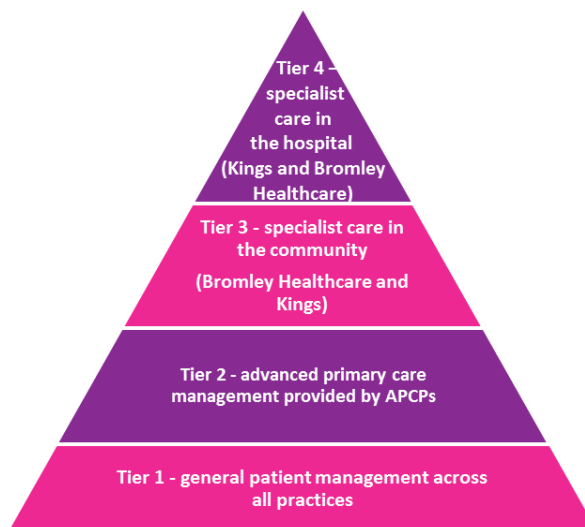 Tier 4 –
specialist
care in
the hospital
(Kings and Bromley
Healthcare)
Tier 3 - specialist care in
the community
(Bromley Healthcare and
Kings)
Tier 2 - advanced primary care
management provided by APCPs
Tier 1 - general patient management across
all practices